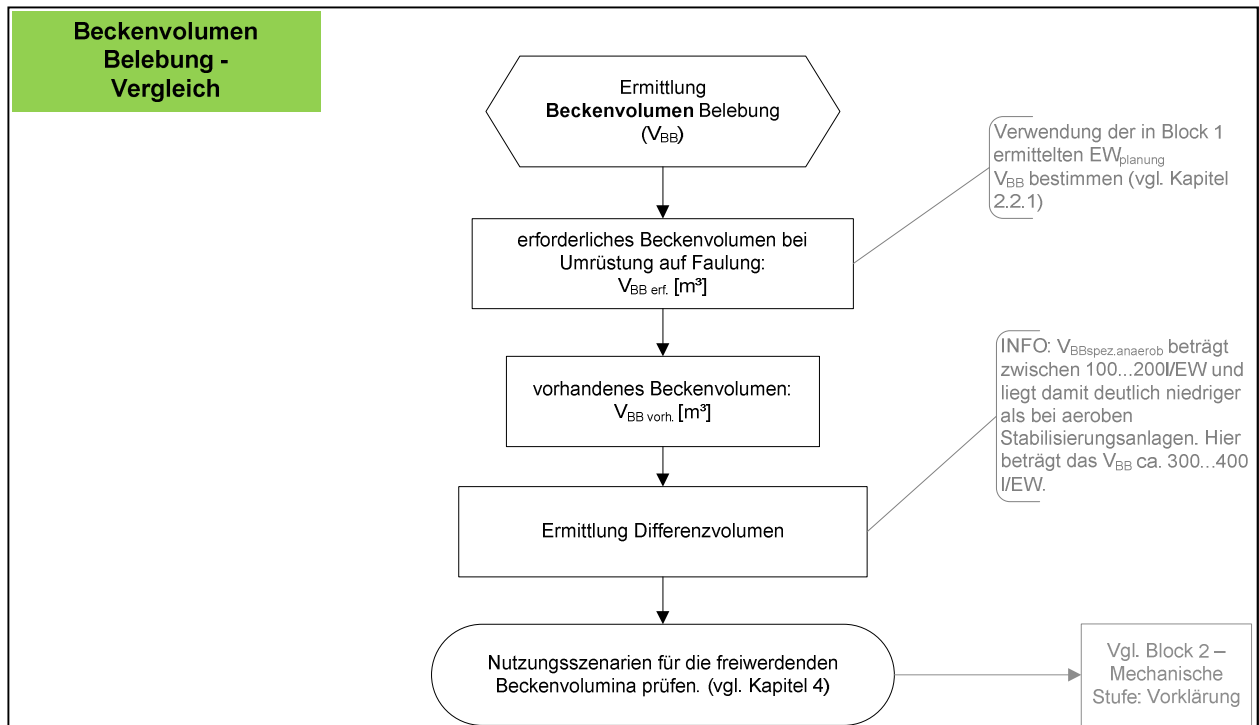 Beckenvolumen
Belebung -
Vergleich
Ermittlung
Beckenvolumen Belebung
(VBB)
Verwendung der in Block 1
ermittelten EWplanung
VBB bestimmen (vgl. Kapitel
2.2.1)
erforderliches Beckenvolumen bei
Umrüstung auf Faulung:
VBB erf. [m³]
vorhandenes Beckenvolumen:
VBB vorh. [m³]
INFO: VBBspez.anaerob beträgt
zwischen 100...200l/EW und
liegt damit deutlich niedriger
als bei aeroben
Stabilisierungsanlagen. Hier
beträgt das VBB ca. 300...400
l/EW.
Ermittlung Differenzvolumen
Nutzungsszenarien für die freiwerdenden
Beckenvolumina prüfen. (vgl. Kapitel 4)
Vgl. Block 2 –
Mechanische
Stufe: Vorklärung